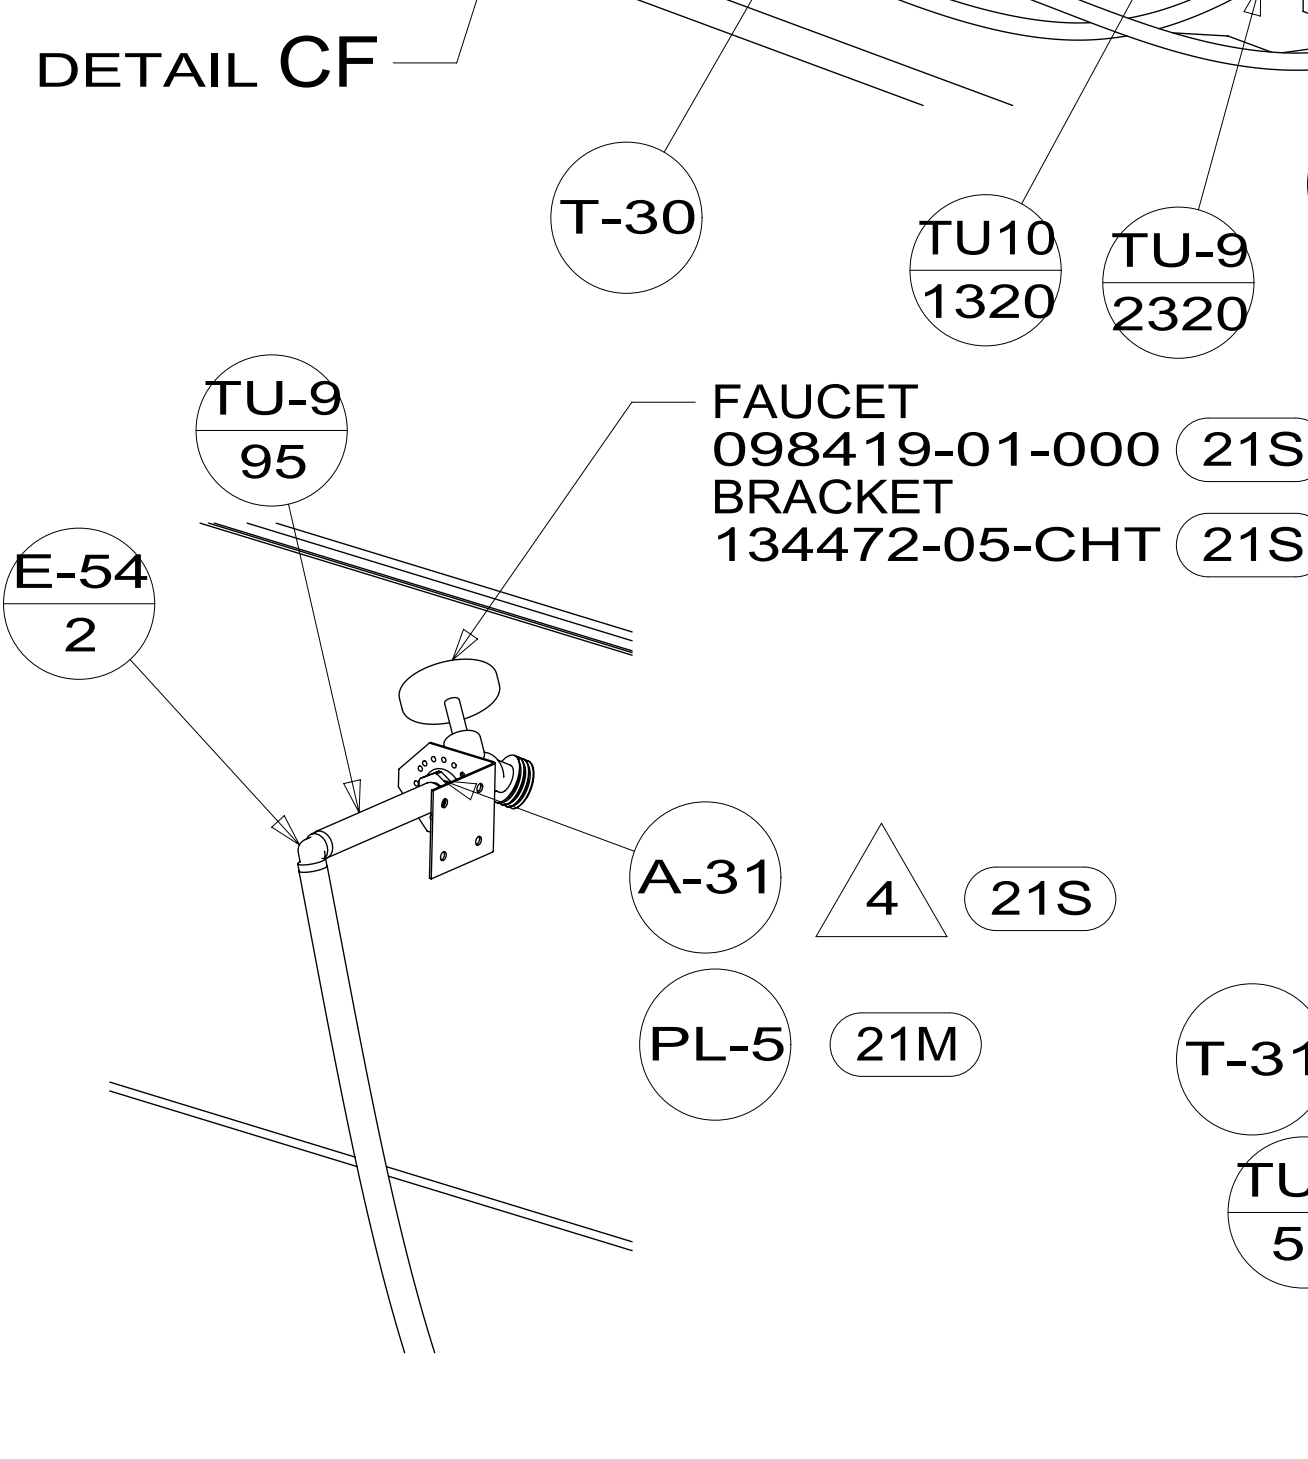 DETAIL CF
T-30
TU10
1320
TU-9
2320
TU-9
95
FAUCET
098419-01-000 21S
BRACKET
134472-05-CHT 21S
E-54
2
A-31
4
21S
PL-5
21M
T-31
TU
5